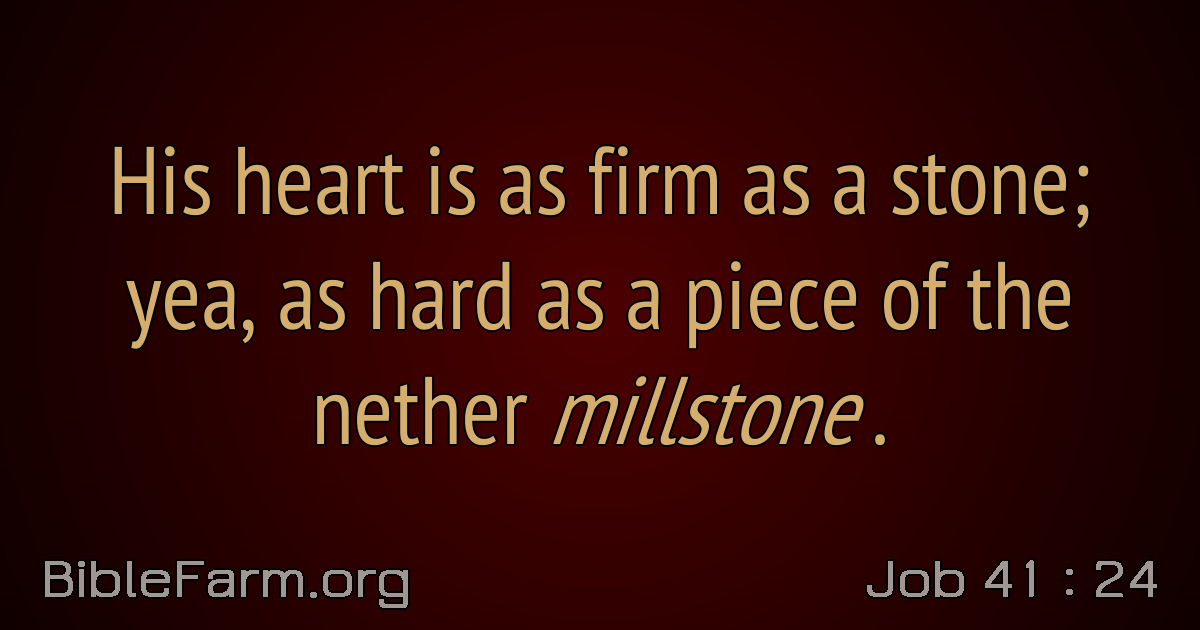 His heart is as firm as a stone;
yea, as hard as a piece of the
nether millstone .
BibleFarm.org
Job 41 : 24